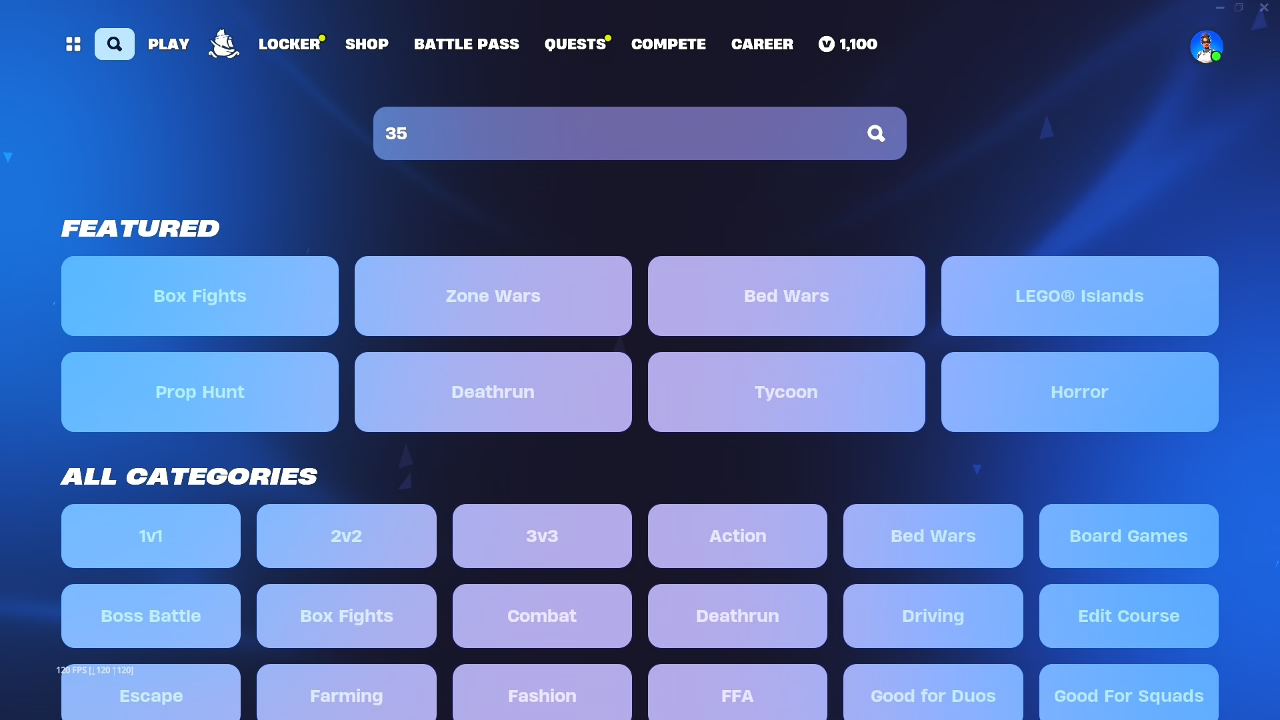 PLAY LOCKER SHOP BATTLE PASS QUESTS COMPETE CAREER V 1,100
35
FEATURED
Box Fights Zone Wars Bed Wars LEGO® Islands
Prop Hunt Deathrun Tycoon Horror
ALL CATEGORIES
1v1 2v2 3v3 Action Bed Wars Board Games
Boss Battle Box Fights Combat Deathrun Driving Edit Course
120 FPS [↓120 ↑120]
Escape Farming Fashion FFA Good for Duos Good For Squads